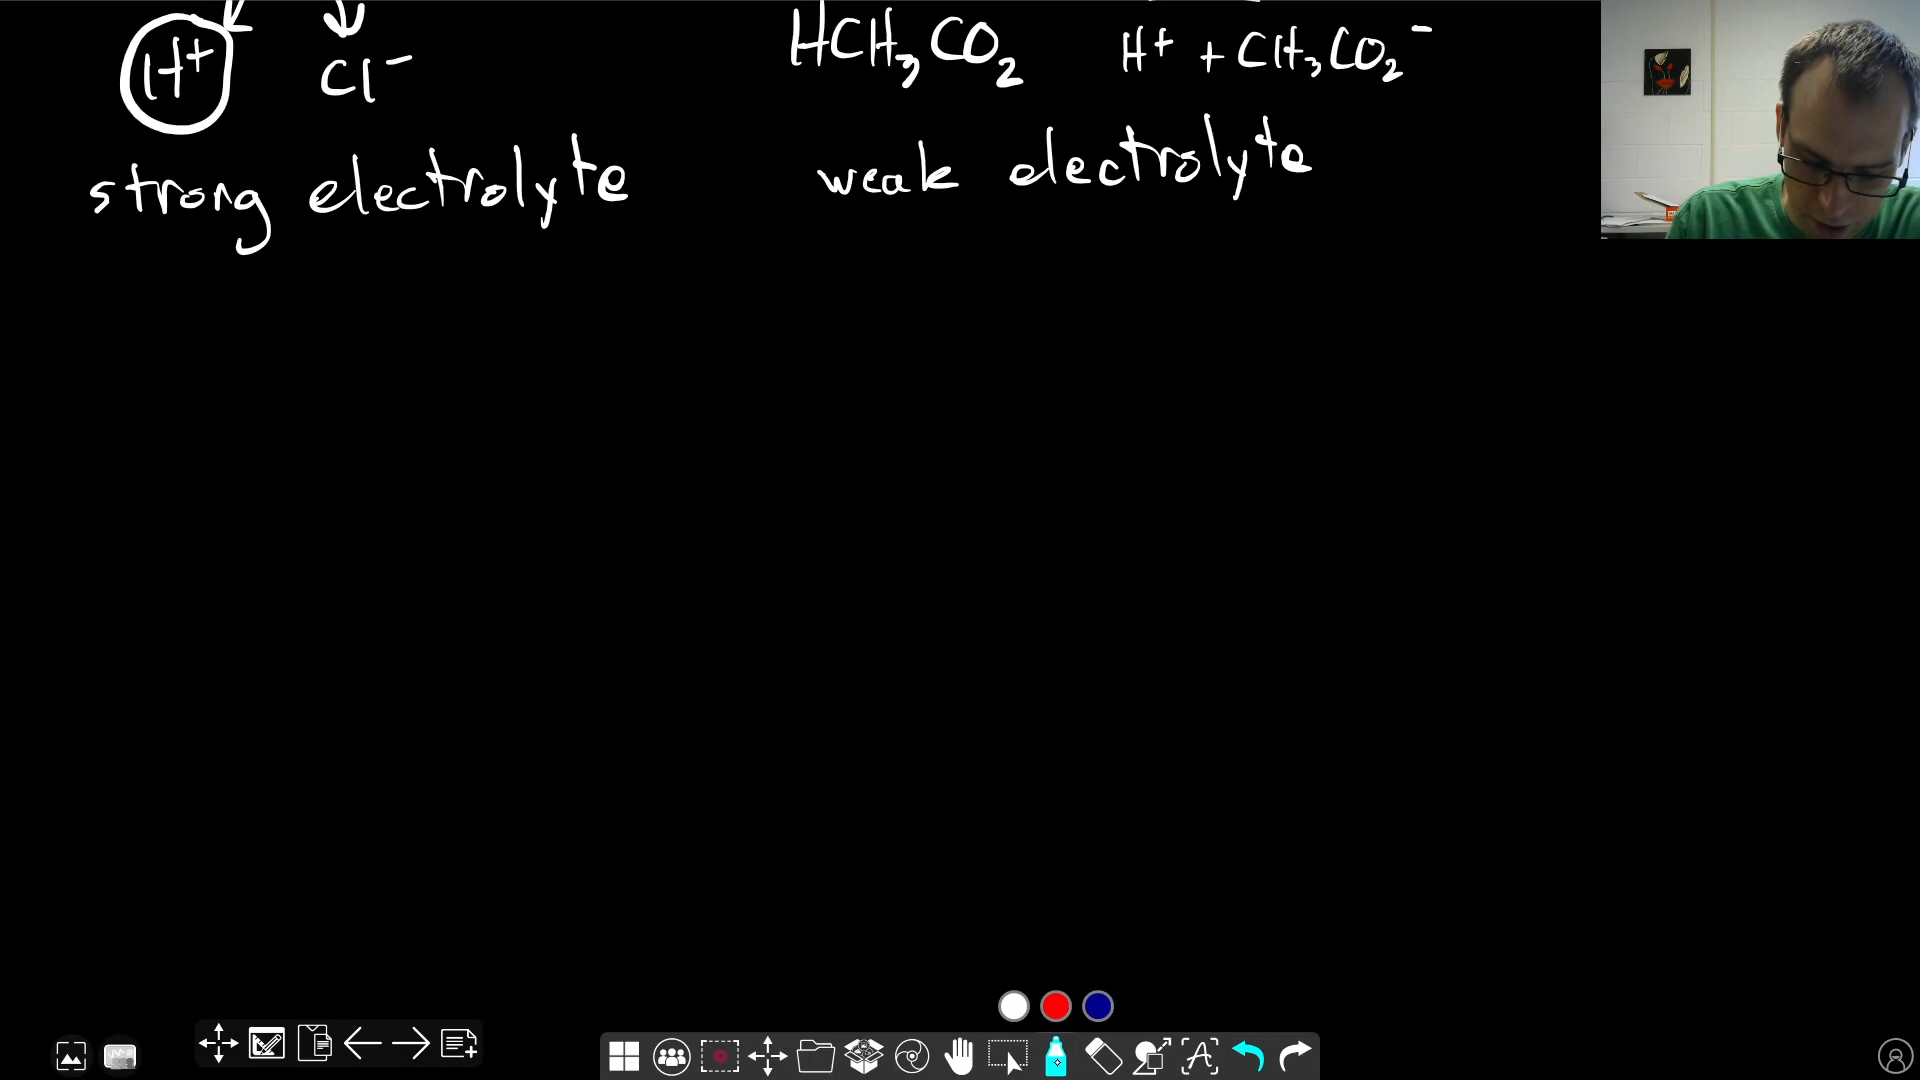 H⁺ Cl⁻ HCH₃CO₂ H⁺ + CH₃CO₂⁻
strong electrolyte weak electrolyte